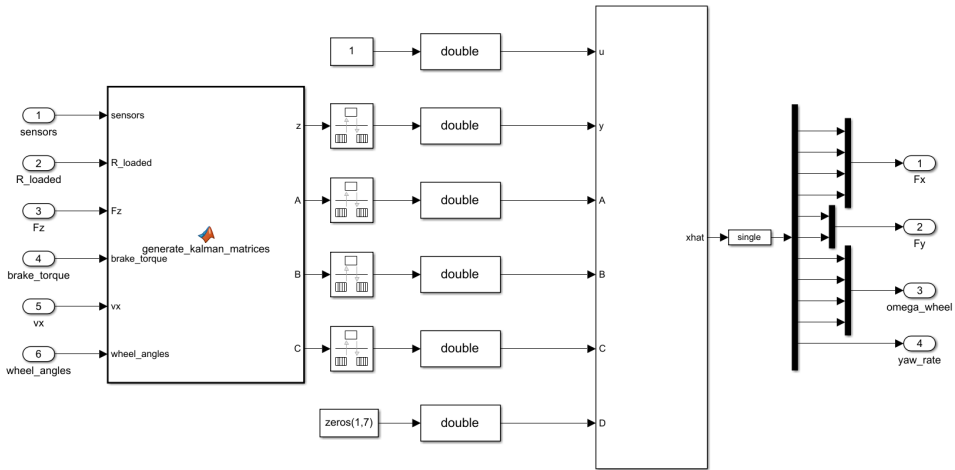 1
sensors
2
R_loaded
3
Fz
4
brake_torque
5
vx
6
wheel_angles
sensors
R_loaded
Fz
brake_torque
vx
wheel_angles
generate_kalman_matrices
z
A
B
C
1
zeros(1,7)
double
double
double
double
double
double
u
y
A
B
C
D
xhat
single
1
Fx
2
Fy
3
omega_wheel
4
yaw_rate